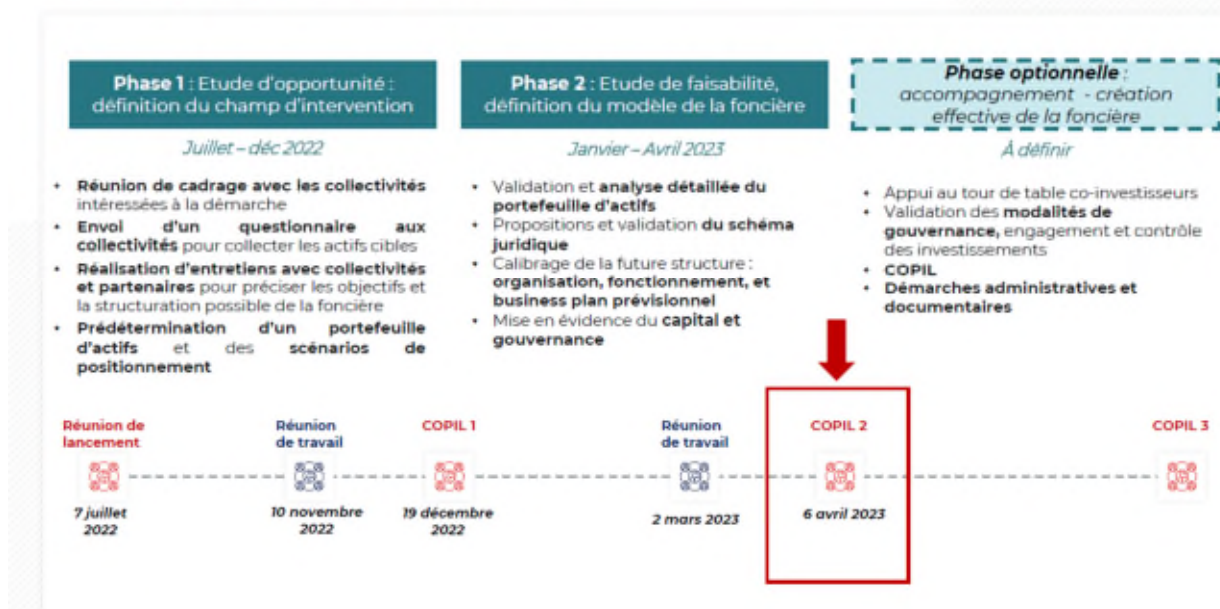 Phase 1 : Etude d'opportunité :
définition du champ d'intervention
Juillet – déc 2022
• Réunion de cadrage avec les collectivités
intéressées à la démarche
• Envoi d'un questionnaire aux
collectivités pour collecter les actifs cibles
• Réalisation d'entretiens avec collectivités
et partenaires pour préciser les objectifs et
la structuration possible de la foncière
• Prédétermination d'un portefeuille
d'actifs et des scénarios de
positionnement
Phase 2 : Etude de faisabilité,
définition du modèle de la foncière
Janvier – Avril 2023
• Validation et analyse détaillée du
portefeuille d'actifs
• Propositions et validation du schéma
juridique
• Calibrage de la future structure :
organisation, fonctionnement, et
business plan prévisionnel
• Mise en évidence du capital et
gouvernance
Phase optionnelle :
accompagnement - création
effective de la foncière
À définir
• Appui au tour de table co-investisseurs
• Validation des modalités de
gouvernance, engagement et contrôle
des investissements
• COPIL
• Démarches administratives et
documentaires
Réunion de
lancement
7 juillet
2022
Réunion
de travail
10 novembre
2022
COPIL 1
19 décembre
2022
Réunion
de travail
2 mars 2023
COPIL 2
6 avril 2023
COPIL 3